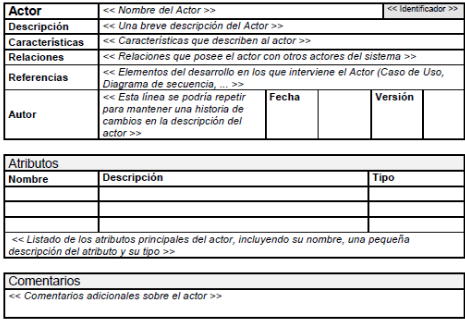 Actor << Nombre del Actor >> << Identificador >>
Descripción << Una breve descripción del Actor >>
Características << Características que describen al actor >>
Relaciones << Relaciones que posee el actor con otros actores del sistema >>
Referencias << Elementos del desarrollo en los que interviene el Actor (Caso de Uso,
Diagrama de secuencia, ... >>
Autor << Esta línea se podría repetir Fecha Versión
para mantener una historia de
cambios en la descripción del
actor >>
Atributos
Nombre Descripción Tipo
<< Listado de los atributos principales del actor, incluyendo su nombre, una pequeña
descripción del atributo y su tipo >>
Comentarios
<< Comentarios adicionales sobre el actor >>